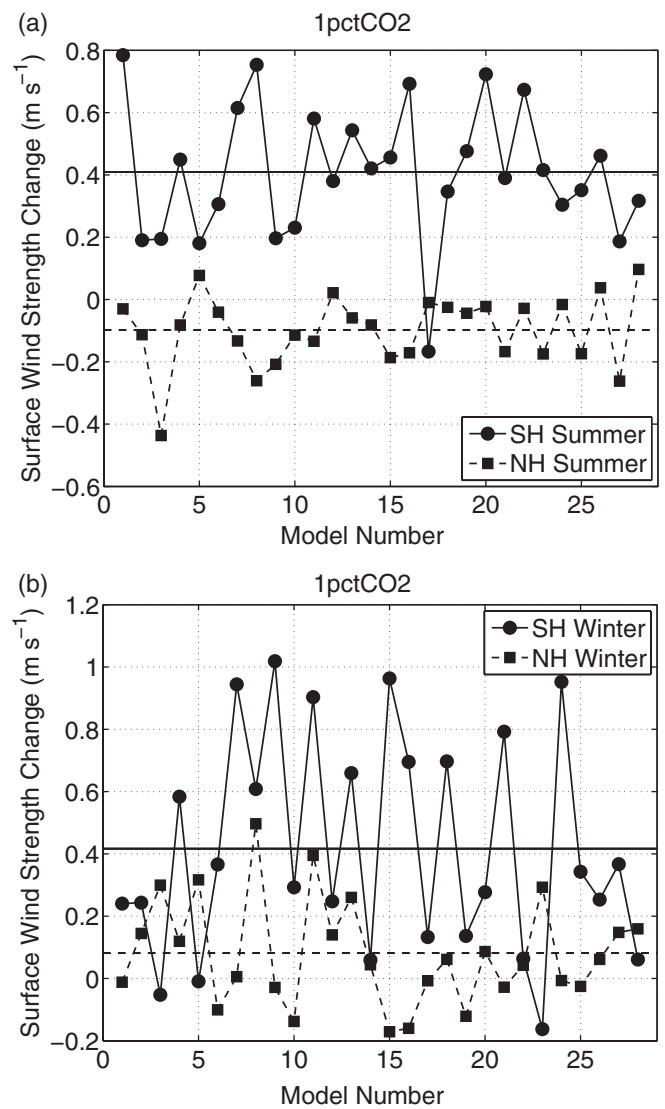 (a)
1pctCO2
Surface Wind Strength Change (m s⁻¹)
0.8
0.6
0.4
0.2
0
−0.2
−0.4
−0.6
SH Summer
NH Summer
0 5 10 15 20 25
Model Number
(b)
1pctCO2
Surface Wind Strength Change (m s⁻¹)
1.2
1
0.8
0.6
0.4
0.2
0
−0.2
SH Winter
NH Winter
0 5 10 15 20 25
Model Number